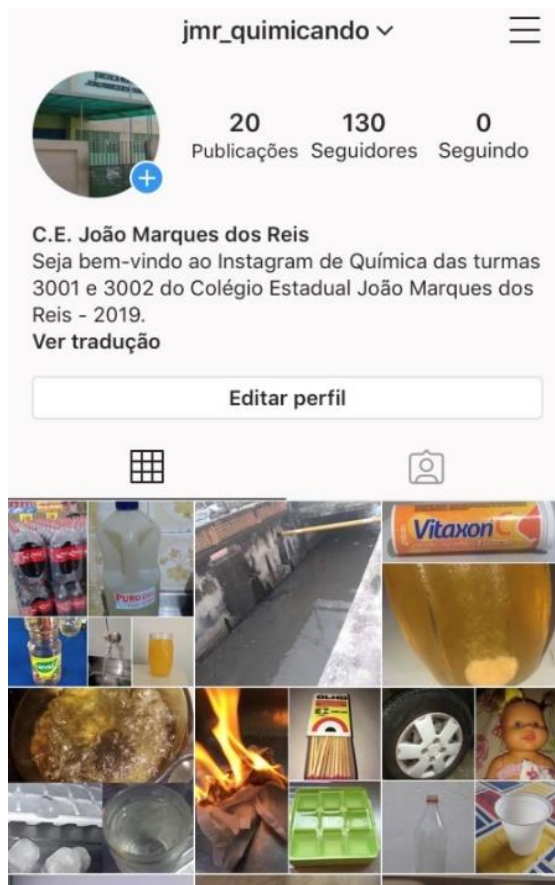 jmr_quimicando
20 130 0
Publicações Seguidores Seguindo
C.E. João Marques dos Reis
Seja bem-vindo ao Instagram de Química das turmas
3001 e 3002 do Colégio Estadual João Marques dos
Reis - 2019.
Ver tradução
Editar perfil
Vitaxon C
OLHO